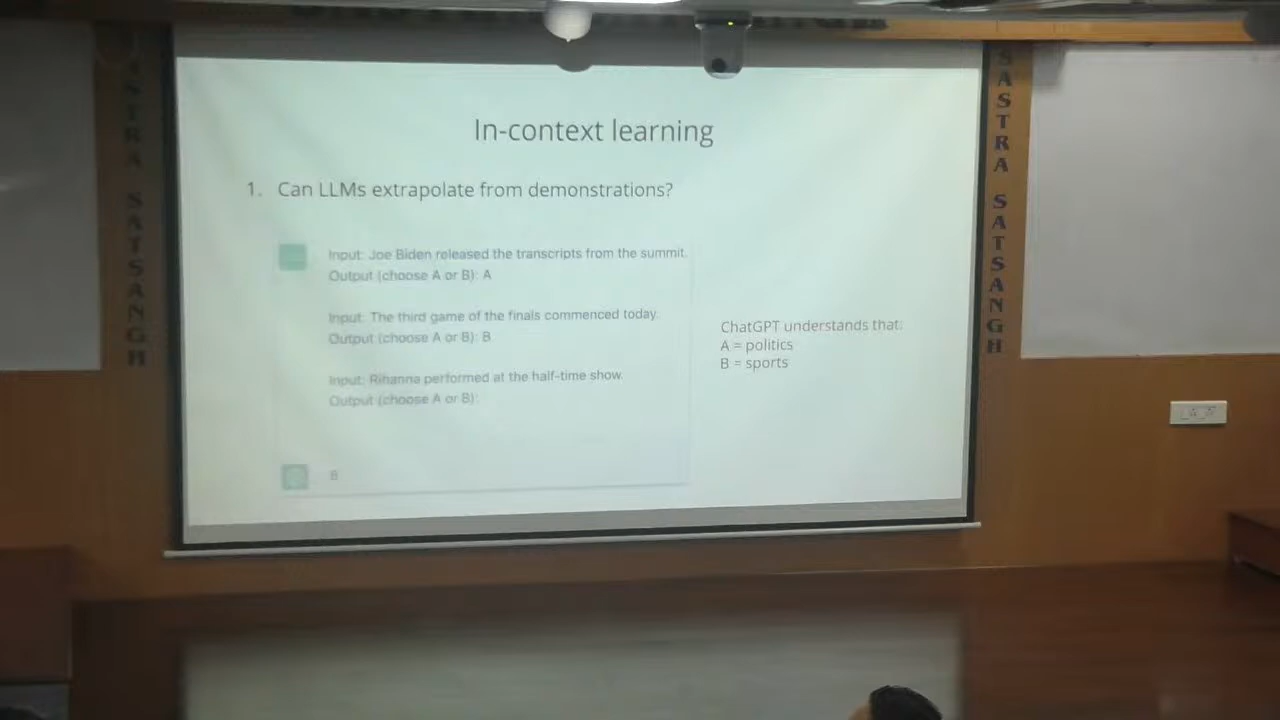 In-context learning
1. Can LLMs extrapolate from demonstrations?
Input: Joe Biden released the transcripts from the summit.
Output (choose A or B): A
Input: The third game of the finals commenced today.
Output (choose A or B): B
Input: Rihanna performed at the half-time show.
Output (choose A or B):
B
ChatGPT understands that:
A = politics
B = sports
SASTRA SATSANGH
SASTRA SATSANGH